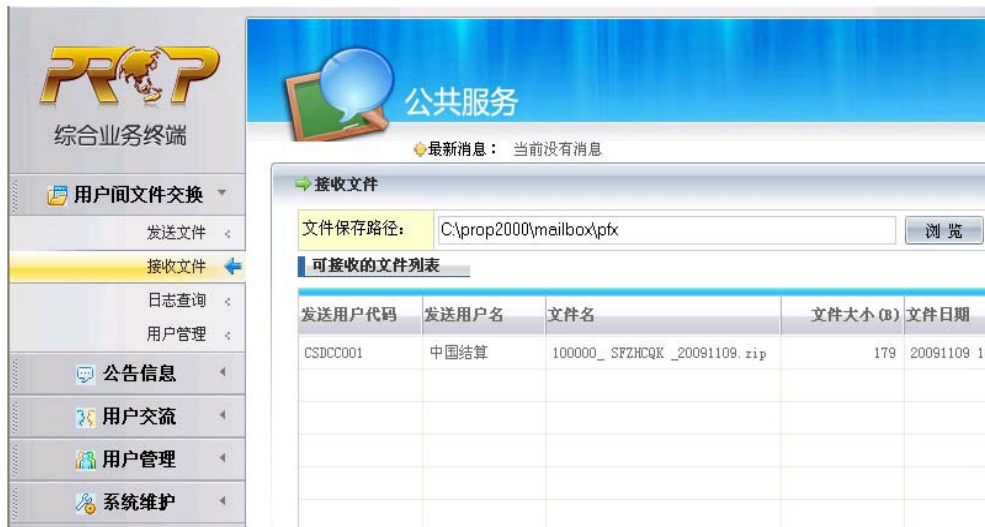 PROP
综合业务终端
用户间文件交换
发送文件
接收文件
日志查询
用户管理
公告信息
用户交流
用户管理
系统维护
公共服务
最新消息： 当前没有消息
接收文件
文件保存路径： C:\prop2000\mailbox\pfx 浏览
可接收的文件列表
发送用户代码 发送用户名 文件名 文件大小(B) 文件日期
CSDCC001 中国结算 100000_ SFZHCQK _20091109.zip 179 20091109 1